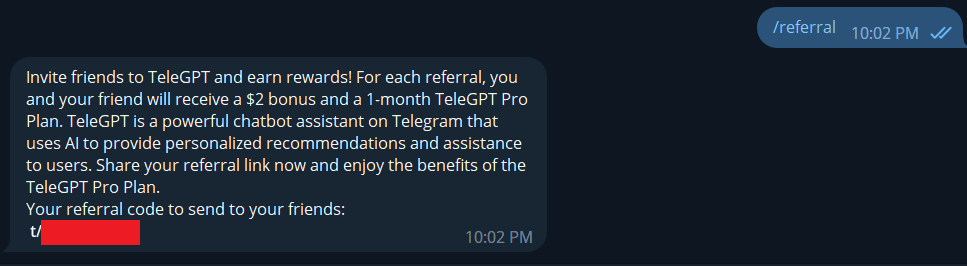 /referral 10:02 PM
Invite friends to TeleGPT and earn rewards! For each referral, you
and your friend will receive a $2 bonus and a 1-month TeleGPT Pro
Plan. TeleGPT is a powerful chatbot assistant on Telegram that
uses AI to provide personalized recommendations and assistance
to users. Share your referral link now and enjoy the benefits of the
TeleGPT Pro Plan.
Your referral code to send to your friends:
t/
10:02 PM